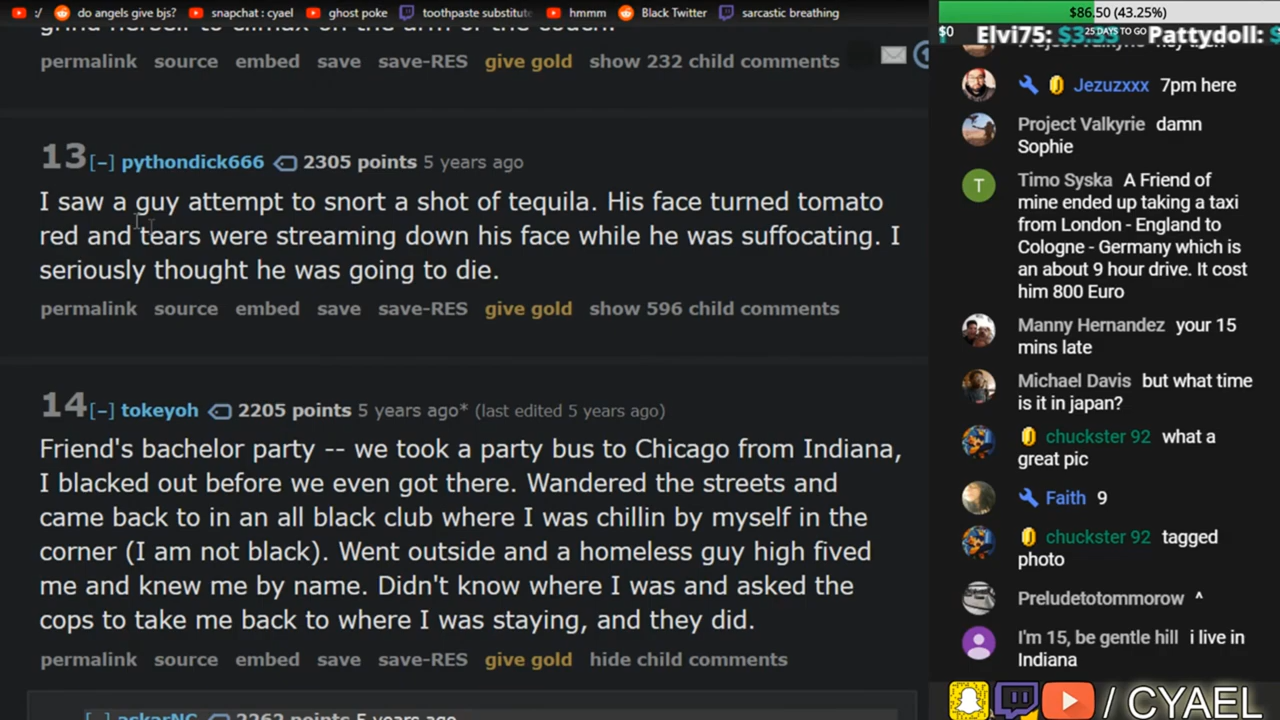 :/ do angels give bjs? snapchat : cyael ghost poke toothpaste substitut hmmm Black Twitter sarcastic breathing
permalink source embed save save-RES give gold show 232 child comments
13 [–] pythondick666 2305 points 5 years ago
I saw a guy attempt to snort a shot of tequila. His face turned tomato
red and tears were streaming down his face while he was suffocating. I
seriously thought he was going to die.
permalink source embed save save-RES give gold show 596 child comments
14 [–] tokeyoh 2205 points 5 years ago* (last edited 5 years ago)
Friend's bachelor party -- we took a party bus to Chicago from Indiana,
I blacked out before we even got there. Wandered the streets and
came back to in an all black club where I was chillin by myself in the
corner (I am not black). Went outside and a homeless guy high fived
me and knew me by name. Didn't know where I was and asked the
cops to take me back to where I was staying, and they did.
permalink source embed save save-RES give gold hide child comments
[–] askarNC 2262 points 5 years ago
$86.50 (43.25%)
$0 25 DAYS TO GO
Elvi75: $3.53 Pattydoll: $
Project Valkyrie
Jezuzxxx 7pm here
Project Valkyrie damn
Sophie
T
Timo Syska A Friend of
mine ended up taking a taxi
from London - England to
Cologne - Germany which is
an about 9 hour drive. It cost
him 800 Euro
Manny Hernandez your 15
mins late
Michael Davis but what time
is it in japan?
chuckster 92 what a
great pic
Faith 9
chuckster 92 tagged
photo
Preludetotommorow ^
I'm 15, be gentle hill i live in
Indiana
/ CYAEL